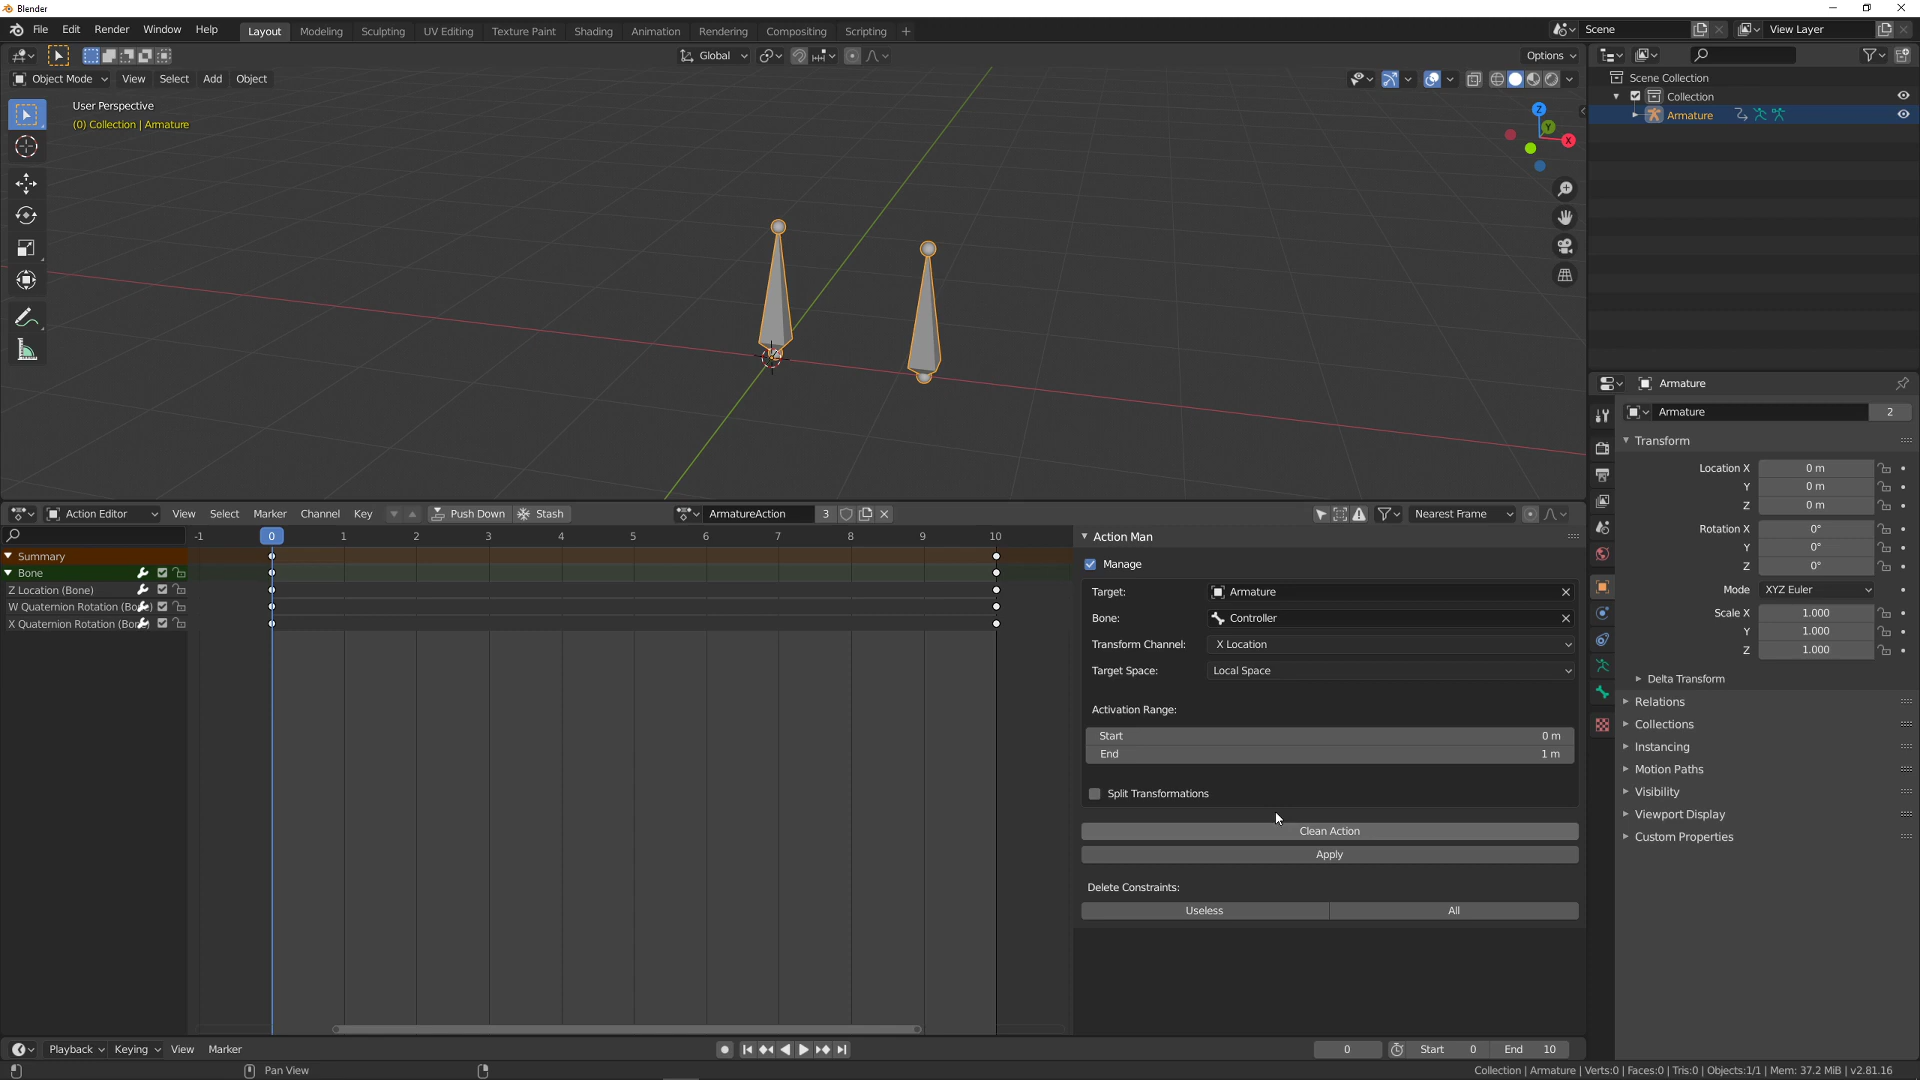 Blender
File Edit Render Window Help Layout Modeling Sculpting UV Editing Texture Paint Shading Animation Rendering Compositing Scripting + Scene View Layer
Global Options
Object Mode View Select Add Object
User Perspective
(0) Collection | Armature
Z
Y
X
Scene Collection
Collection
Armature
Armature
Armature 2
Transform
Location X 0 m
Y 0 m
Z 0 m
Rotation X 0°
Y 0°
Z 0°
Mode XYZ Euler
Scale X 1.000
Y 1.000
Z 1.000
Delta Transform
Relations
Collections
Instancing
Motion Paths
Visibility
Viewport Display
Custom Properties
Action Editor View Select Marker Channel Key Push Down Stash ArmatureAction 3 Nearest Frame
-1 0 1 2 3 4 5 6 7 8 9 10
Summary
Bone
Z Location (Bone)
W Quaternion Rotation (Bone)
X Quaternion Rotation (Bone)
Action Man
Manage
Target: Armature
Bone: Controller
Transform Channel: X Location
Target Space: Local Space
Activation Range:
Start 0 m
End 1 m
Split Transformations
Clean Action
Apply
Delete Constraints:
Useless All
Playback Keying View Marker 0 Start 0 End 10
Pan View
Collection | Armature | Verts:0 | Faces:0 | Tris:0 | Objects:1/1 | Mem: 37.2 MiB | v2.81.16